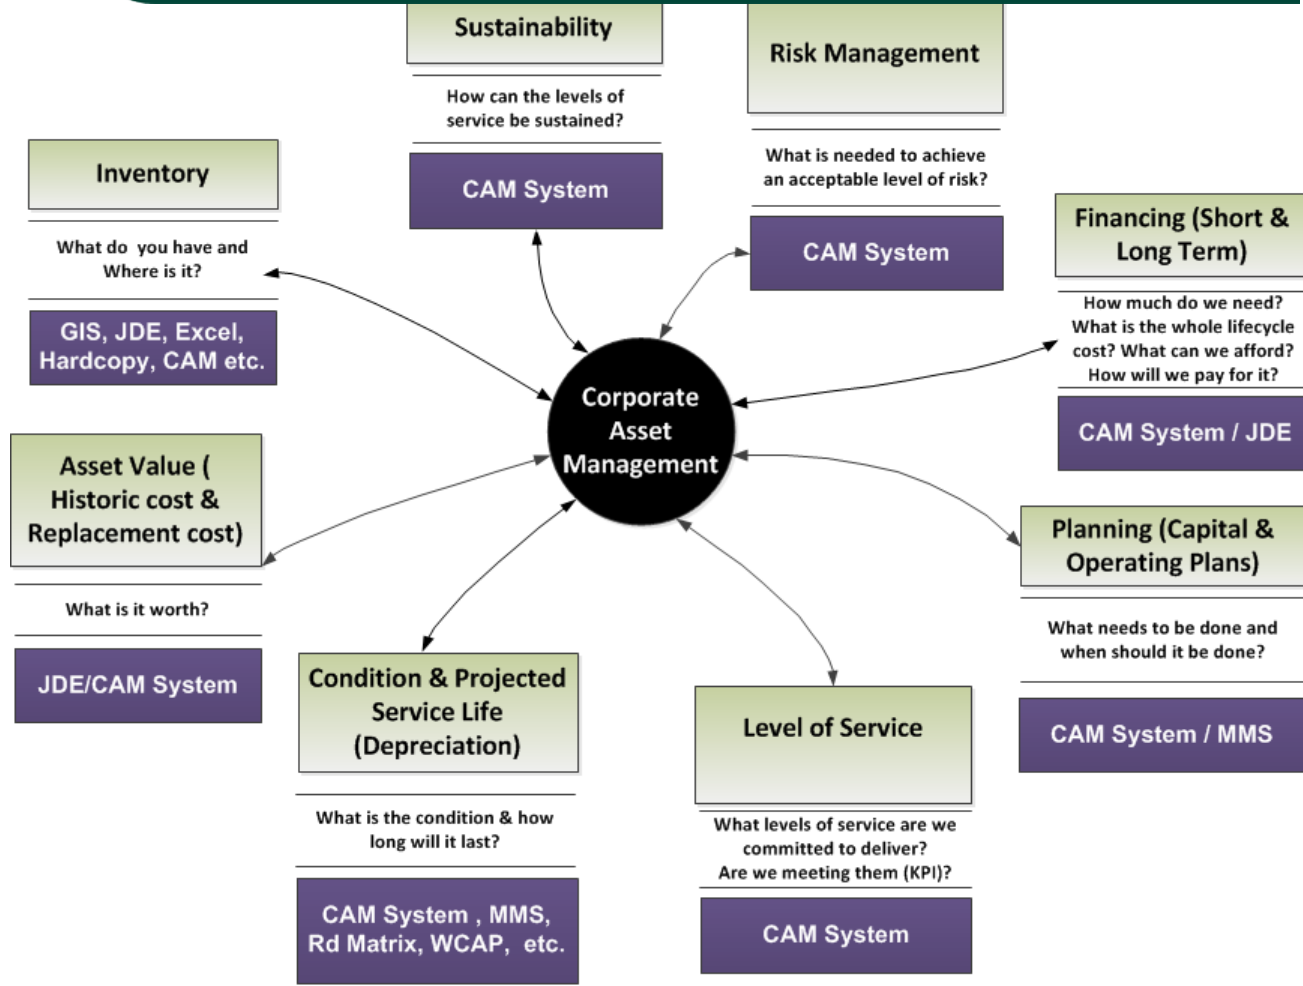 Sustainability
How can the levels of
service be sustained?
CAM System
Risk Management
What is needed to achieve
an acceptable level of risk?
CAM System
Inventory
What do  you have and
Where is it?
GIS, JDE, Excel,
Hardcopy, CAM etc.
Financing (Short &
Long Term)
How much do we need?
What is the whole lifecycle
cost? What can we afford?
How will we pay for it?
CAM System / JDE
Corporate
Asset
Management
Asset Value (
Historic cost &
Replacement cost)
What is it worth?
JDE/CAM System
Planning (Capital &
Operating Plans)
What needs to be done and
when should it be done?
CAM System / MMS
Condition & Projected
Service Life
(Depreciation)
What is the condition & how
long will it last?
CAM System , MMS,
Rd Matrix, WCAP,  etc.
Level of Service
What levels of service are we
committed to deliver?
Are we meeting them (KPI)?
CAM System